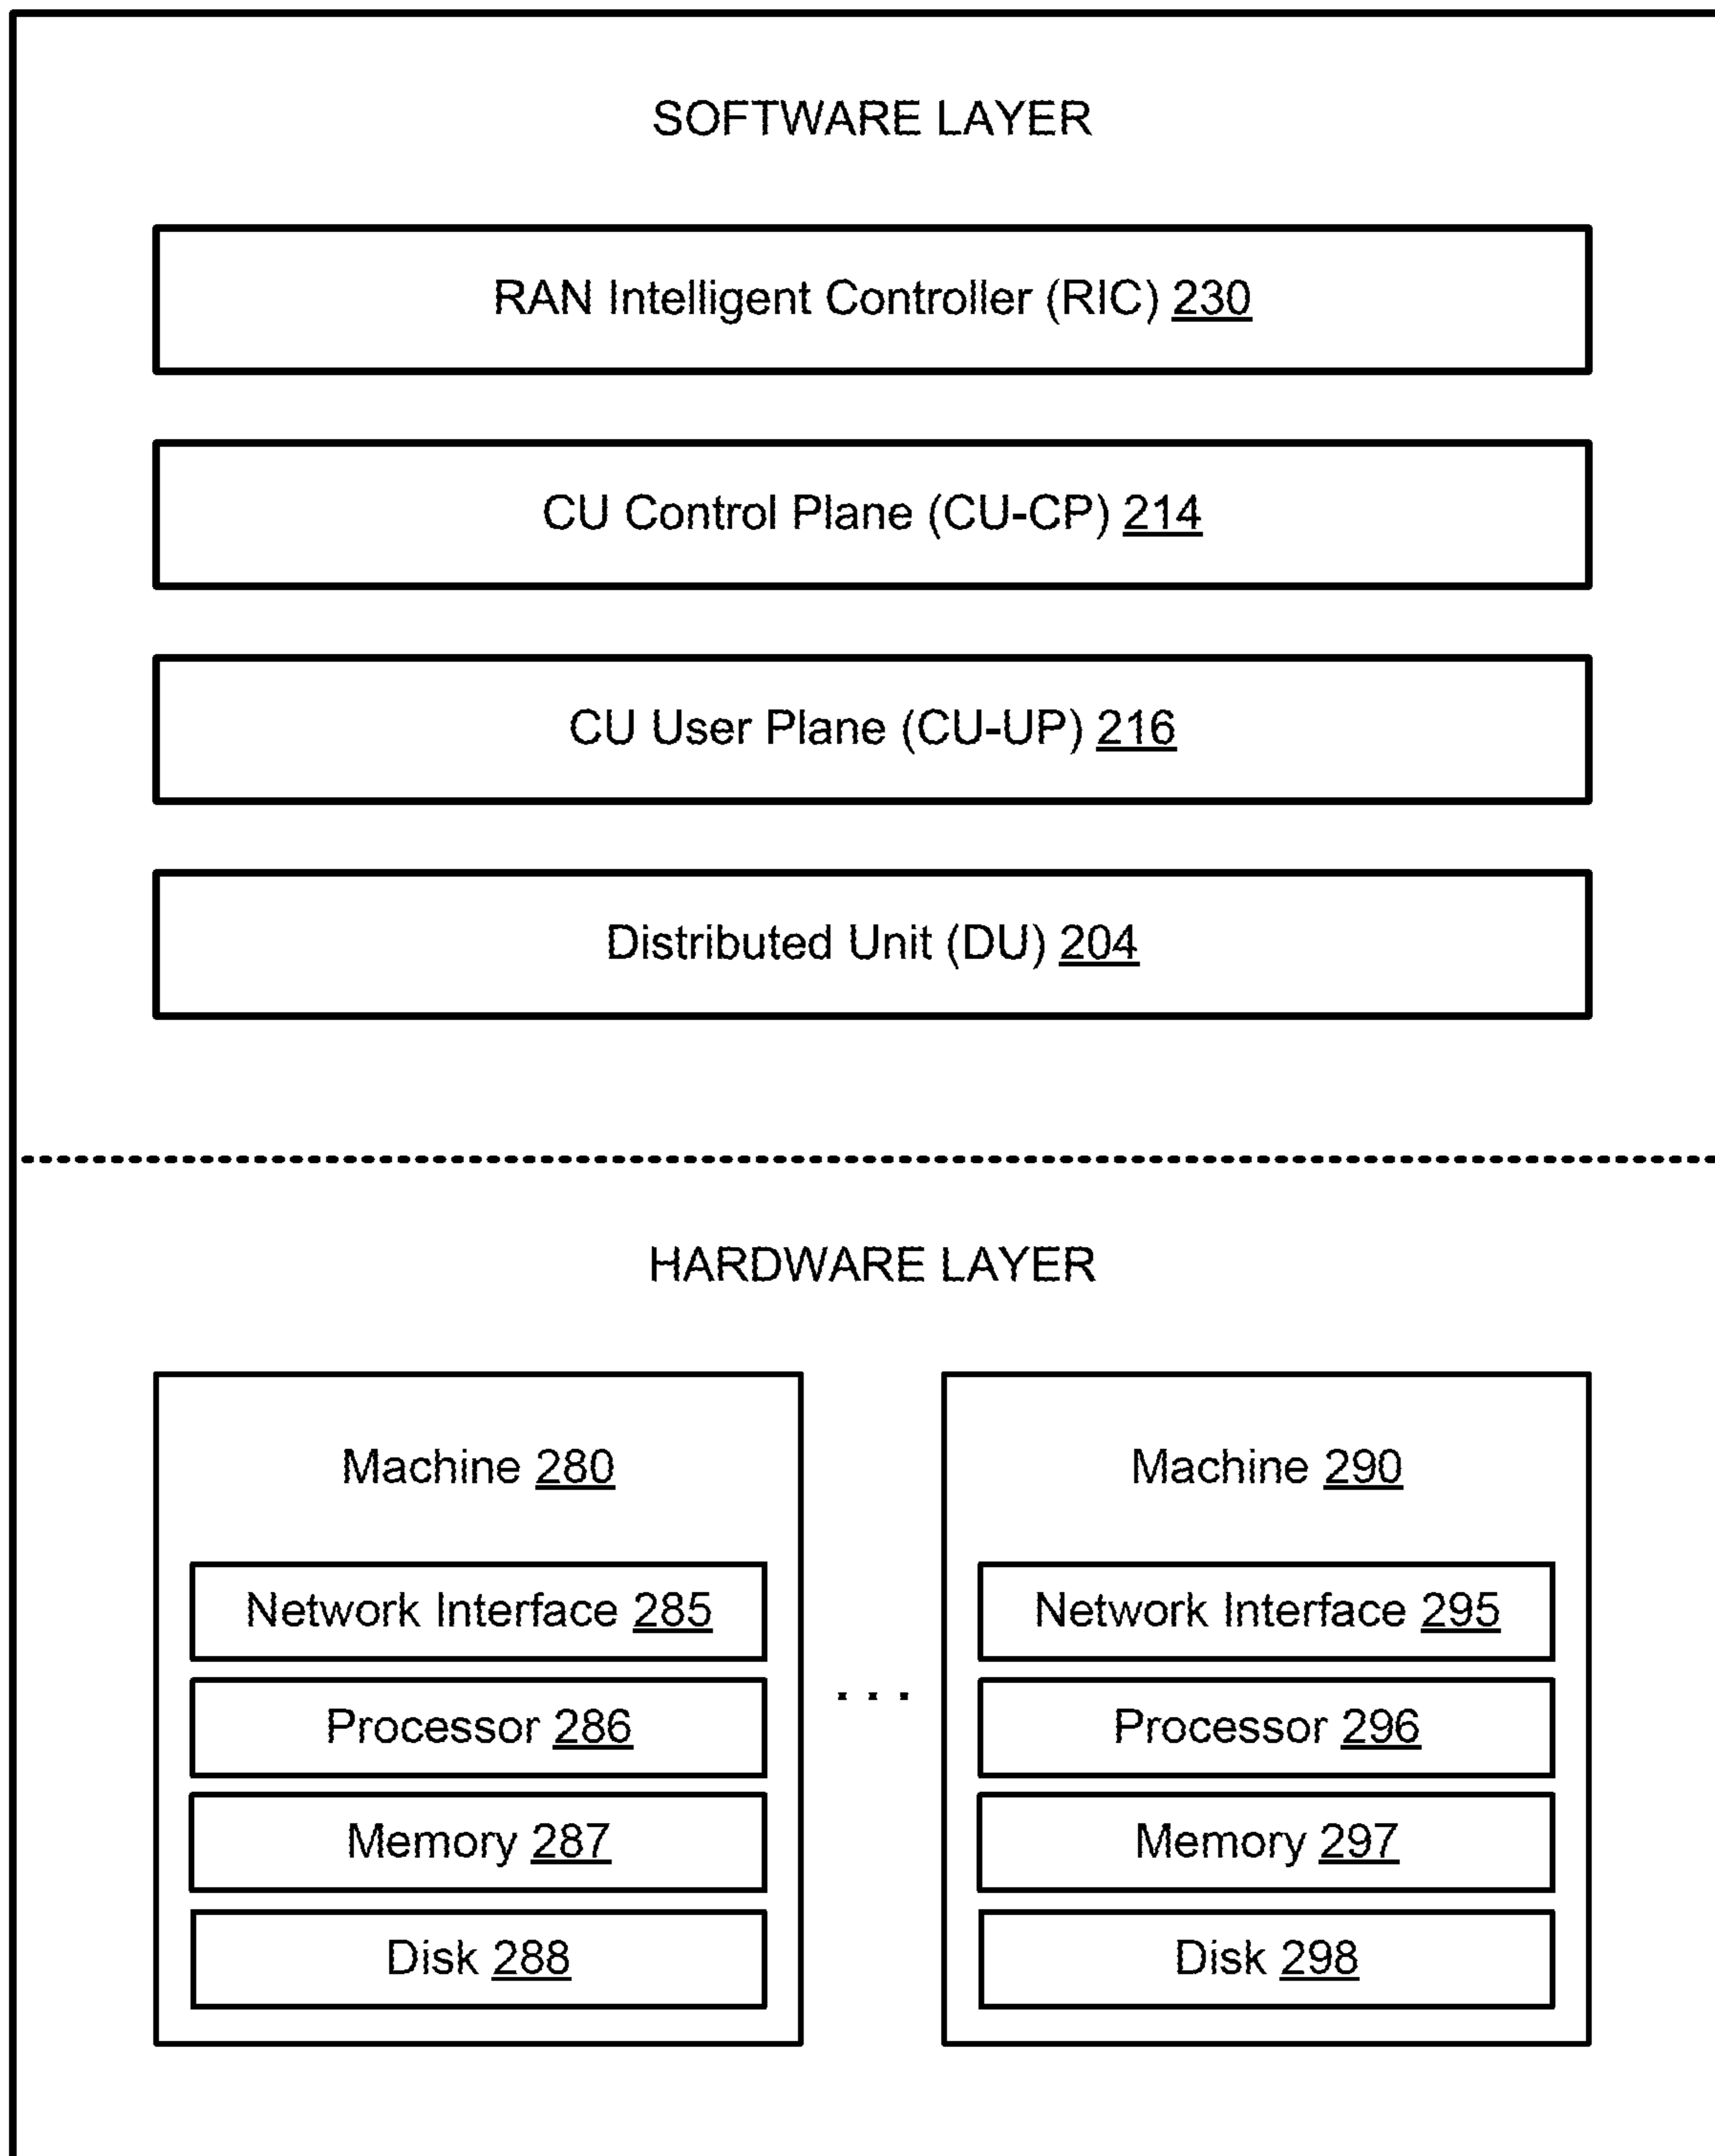 SOFTWARE LAYER
RAN Intelligent Controller (RIC) 230
CU Control Plane (CU-CP) 214
CU User Plane (CU-UP) 216
Distributed Unit (DU) 204
HARDWARE LAYER
Machine 280
Network Interface 285
Processor 286
Memory 287
Disk 288
. . .
Machine 290
Network Interface 295
Processor 296
Memory 297
Disk 298